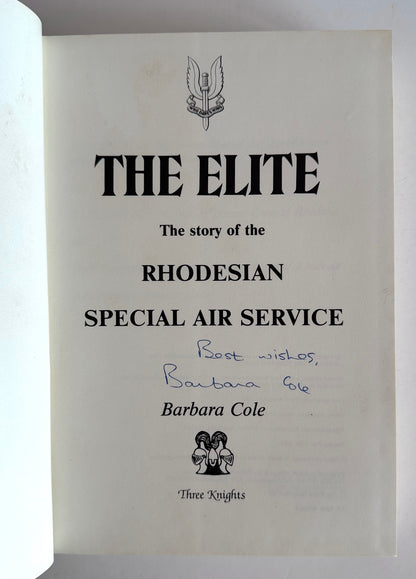 THE ELITE
The story of the
RHODESIAN
SPECIAL AIR SERVICE
Best wishes,
Barbara Cole
Barbara Cole
Three Knights